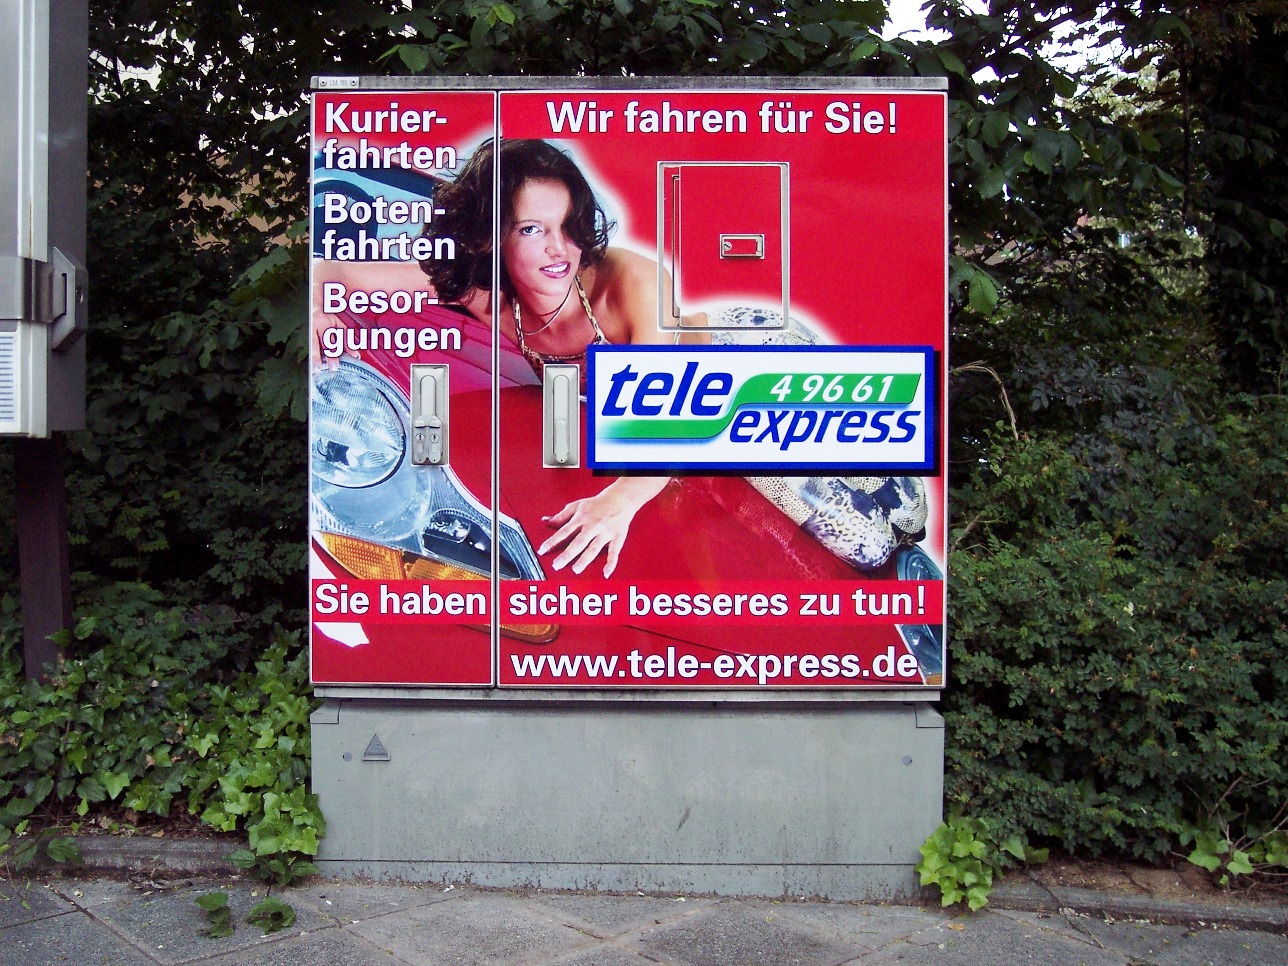 Kurier-
fahrten
Boten-
fahrten
Besor-
gungen
Wir fahren für Sie!
tele 4 96 61
express
Sie haben sicher besseres zu tun!
www.tele-express.de